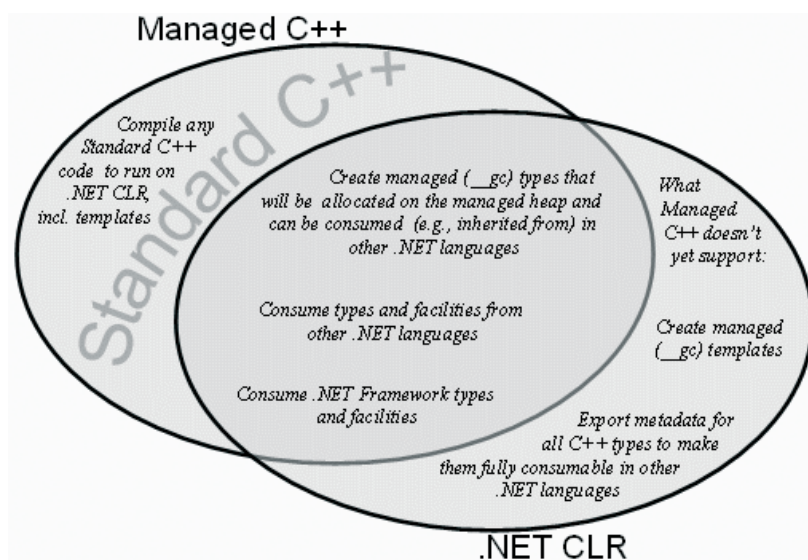 Managed C++
Standard C++
Compile any
Standard C++
code to run on
.NET CLR,
incl. templates
Create managed (__gc) types that
will be allocated on the managed heap and
can be consumed (e.g., inherited from) in
other .NET languages
Consume types and facilities from
other .NET languages
Consume .NET Framework types
and facilities
What
Managed
C++ doesn't
yet support:
Create managed
(__gc) templates
Export metadata for
all C++ types to make
them fully consumable in other
.NET languages
.NET CLR